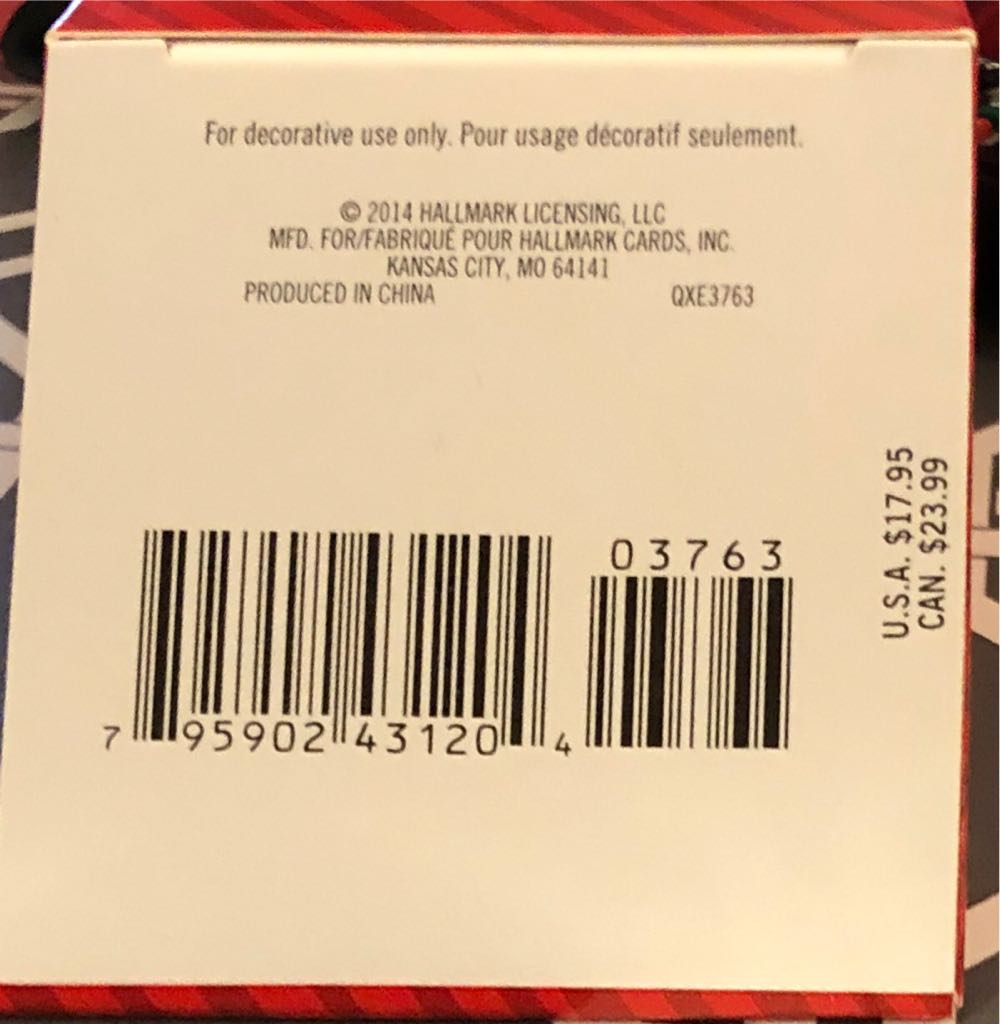 For decorative use only. Pour usage décoratif seulement.
© 2014 HALLMARK LICENSING, LLC
MFD. FOR/FABRIQUÉ POUR HALLMARK CARDS, INC.
KANSAS CITY, MO 64141
PRODUCED IN CHINA QXE3763
U.S.A. $17.95
CAN. $23.99
03763
7 95902 43120 4